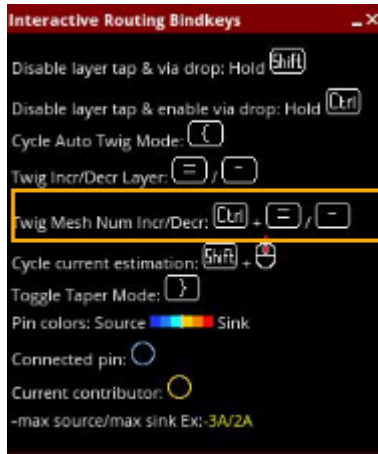 Interactive Routing Bindkeys
Disable layer tap & via drop: Hold Shift
Disable layer tap & enable via drop: Hold Ctrl
Cycle Auto Twig Mode: {
Twig Incr/Decr Layer: = / -
Twig Mesh Num Incr/Decr: Ctrl + = / -
Cycle current estimation: Shift +
Toggle Taper Mode: }
Pin colors: Source Sink
Connected pin:
Current contributor:
-max source/max sink Ex:-3A/2A